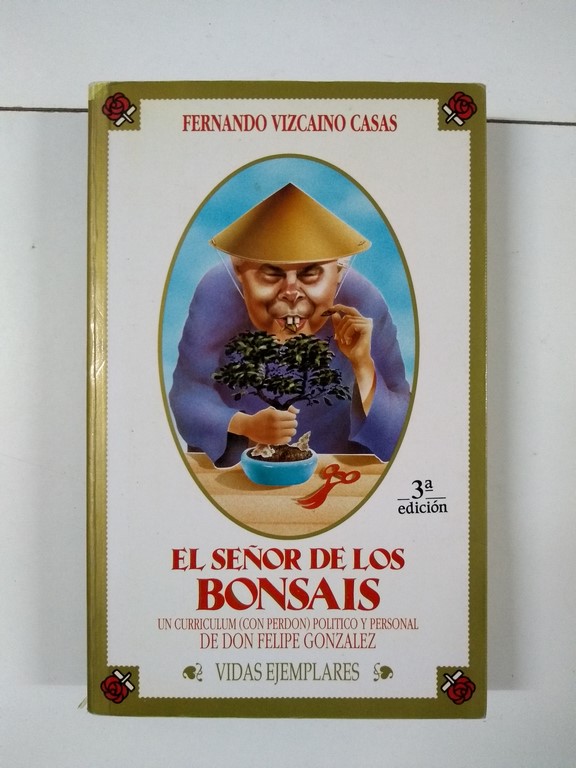 FERNANDO VIZCAINO CASAS
3ª
edición
EL SEÑOR DE LOS
BONSAIS
UN CURRICULUM (CON PERDON) POLITICO Y PERSONAL
DE DON FELIPE GONZALEZ
VIDAS EJEMPLARES